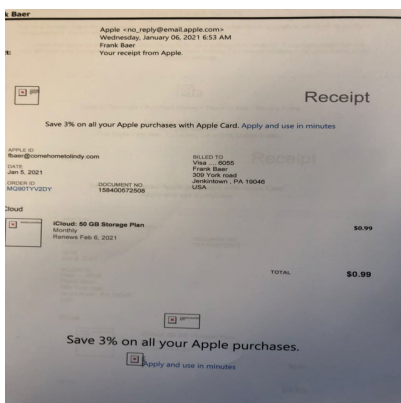 k Baer
Apple <no_reply@email.apple.com>
Wednesday, January 06, 2021 6:53 AM
Frank Baer
t: Your receipt from Apple.
Receipt
Save 3% on all your Apple purchases with Apple Card. Apply and use in minutes
APPLE ID
fbaer@comehometolindy.com
DATE
Jan 5, 2021
ORDER ID
MQ90TYV2DY
DOCUMENT NO.
158400572508
BILLED TO
Visa .... 6055
Frank Baer
309 York road
Jenkintown , PA 19046
USA
Cloud
iCloud: 50 GB Storage Plan
Monthly
Renews Feb 6, 2021
$0.99
TOTAL $0.99
Save 3% on all your Apple purchases.
Apply and use in minutes